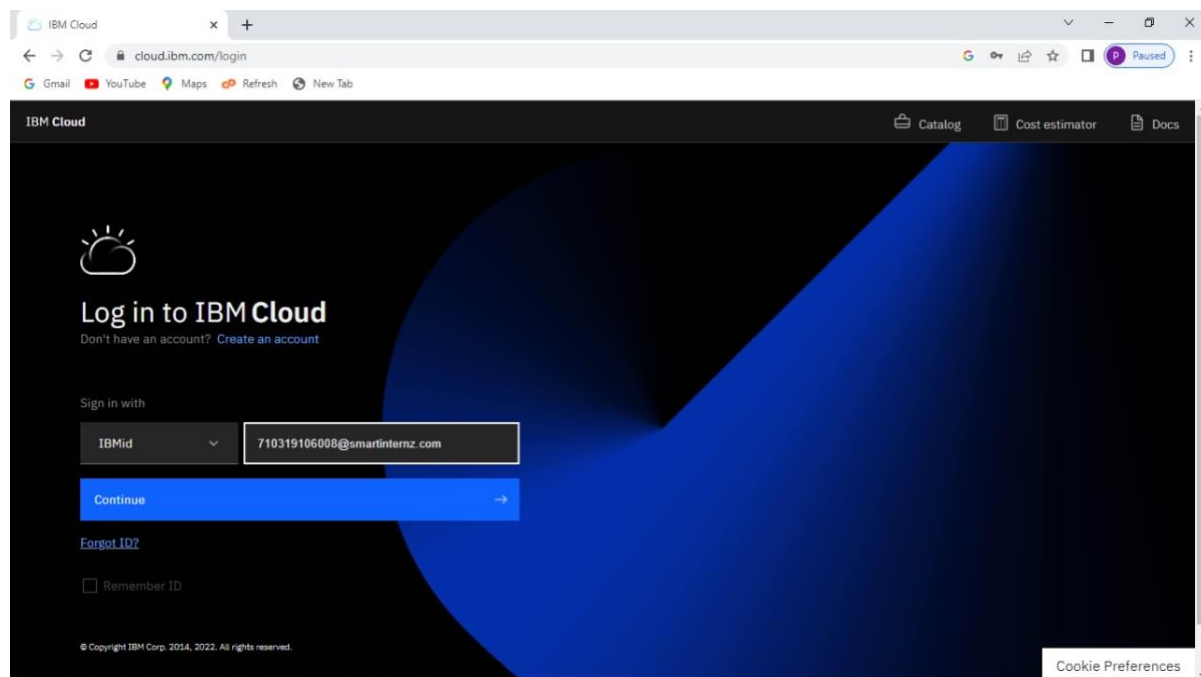 IBM Cloud
cloud.ibm.com/login
P Paused
Gmail YouTube Maps Refresh New Tab
IBM Cloud Catalog Cost estimator Docs
Log in to IBM Cloud
Don't have an account? Create an account
Sign in with
IBMid 710319106008@smartinternz.com
Continue
Forgot ID?
Remember ID
© Copyright IBM Corp. 2014, 2022. All rights reserved.
Cookie Preferences